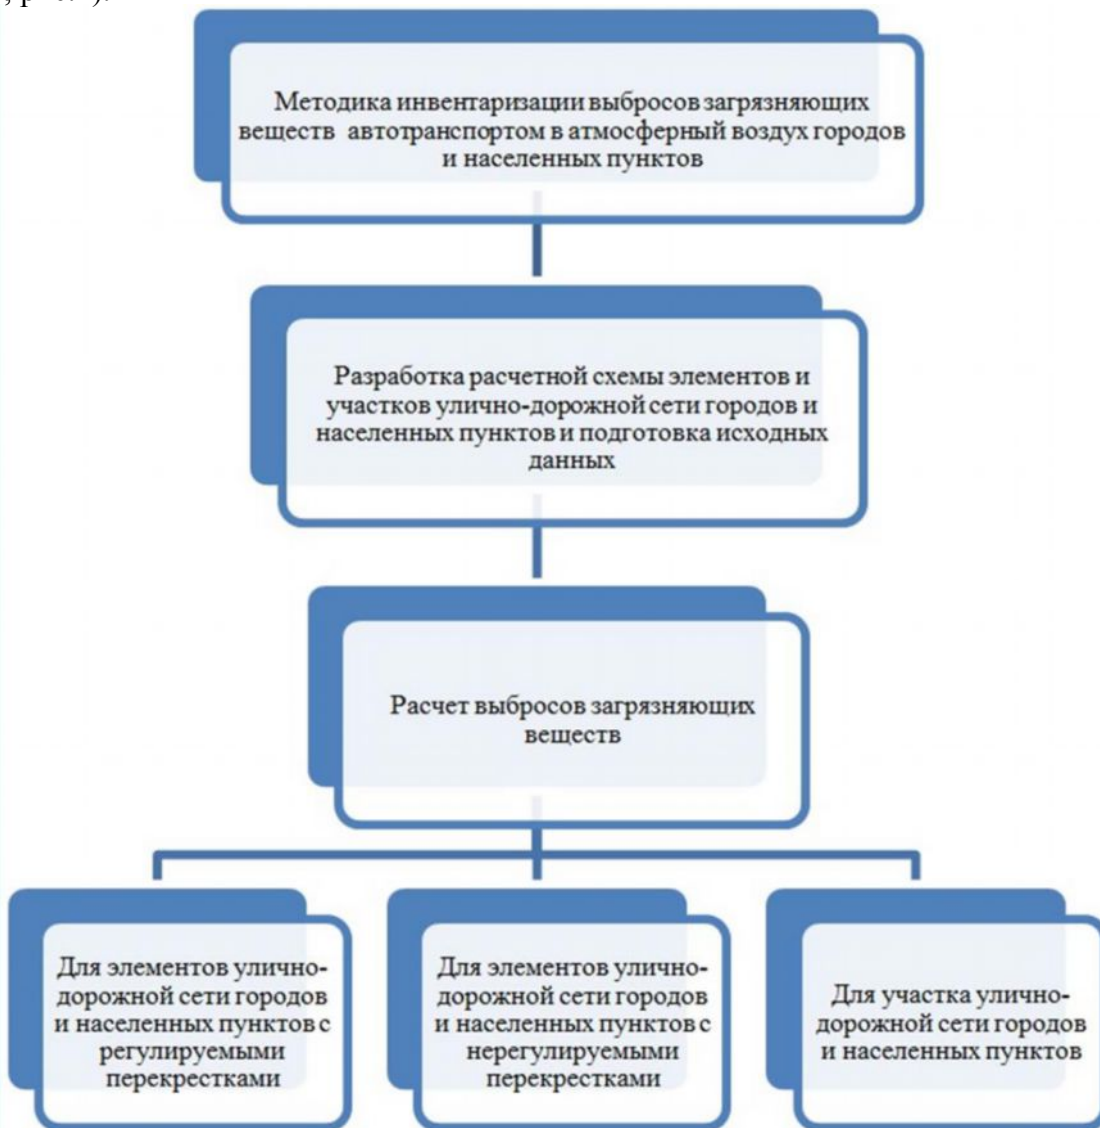 Методика инвентаризации выбросов загрязняющих
веществ автотранспортом в атмосферный воздух городов
и населенных пунктов
Разработка расчетной схемы элементов и
участков улично-дорожной сети городов и
населенных пунктов и подготовка исходных
данных
Расчет выбросов загрязняющих
веществ
Для элементов улично-
дорожной сети городов
и населенных пунктов с
регулируемыми
перекрестками
Для элементов улично-
дорожной сети городов
и населенных пунктов с
нерегулируемыми
перекрестками
Для участка улично-
дорожной сети городов
и населенных пунктов